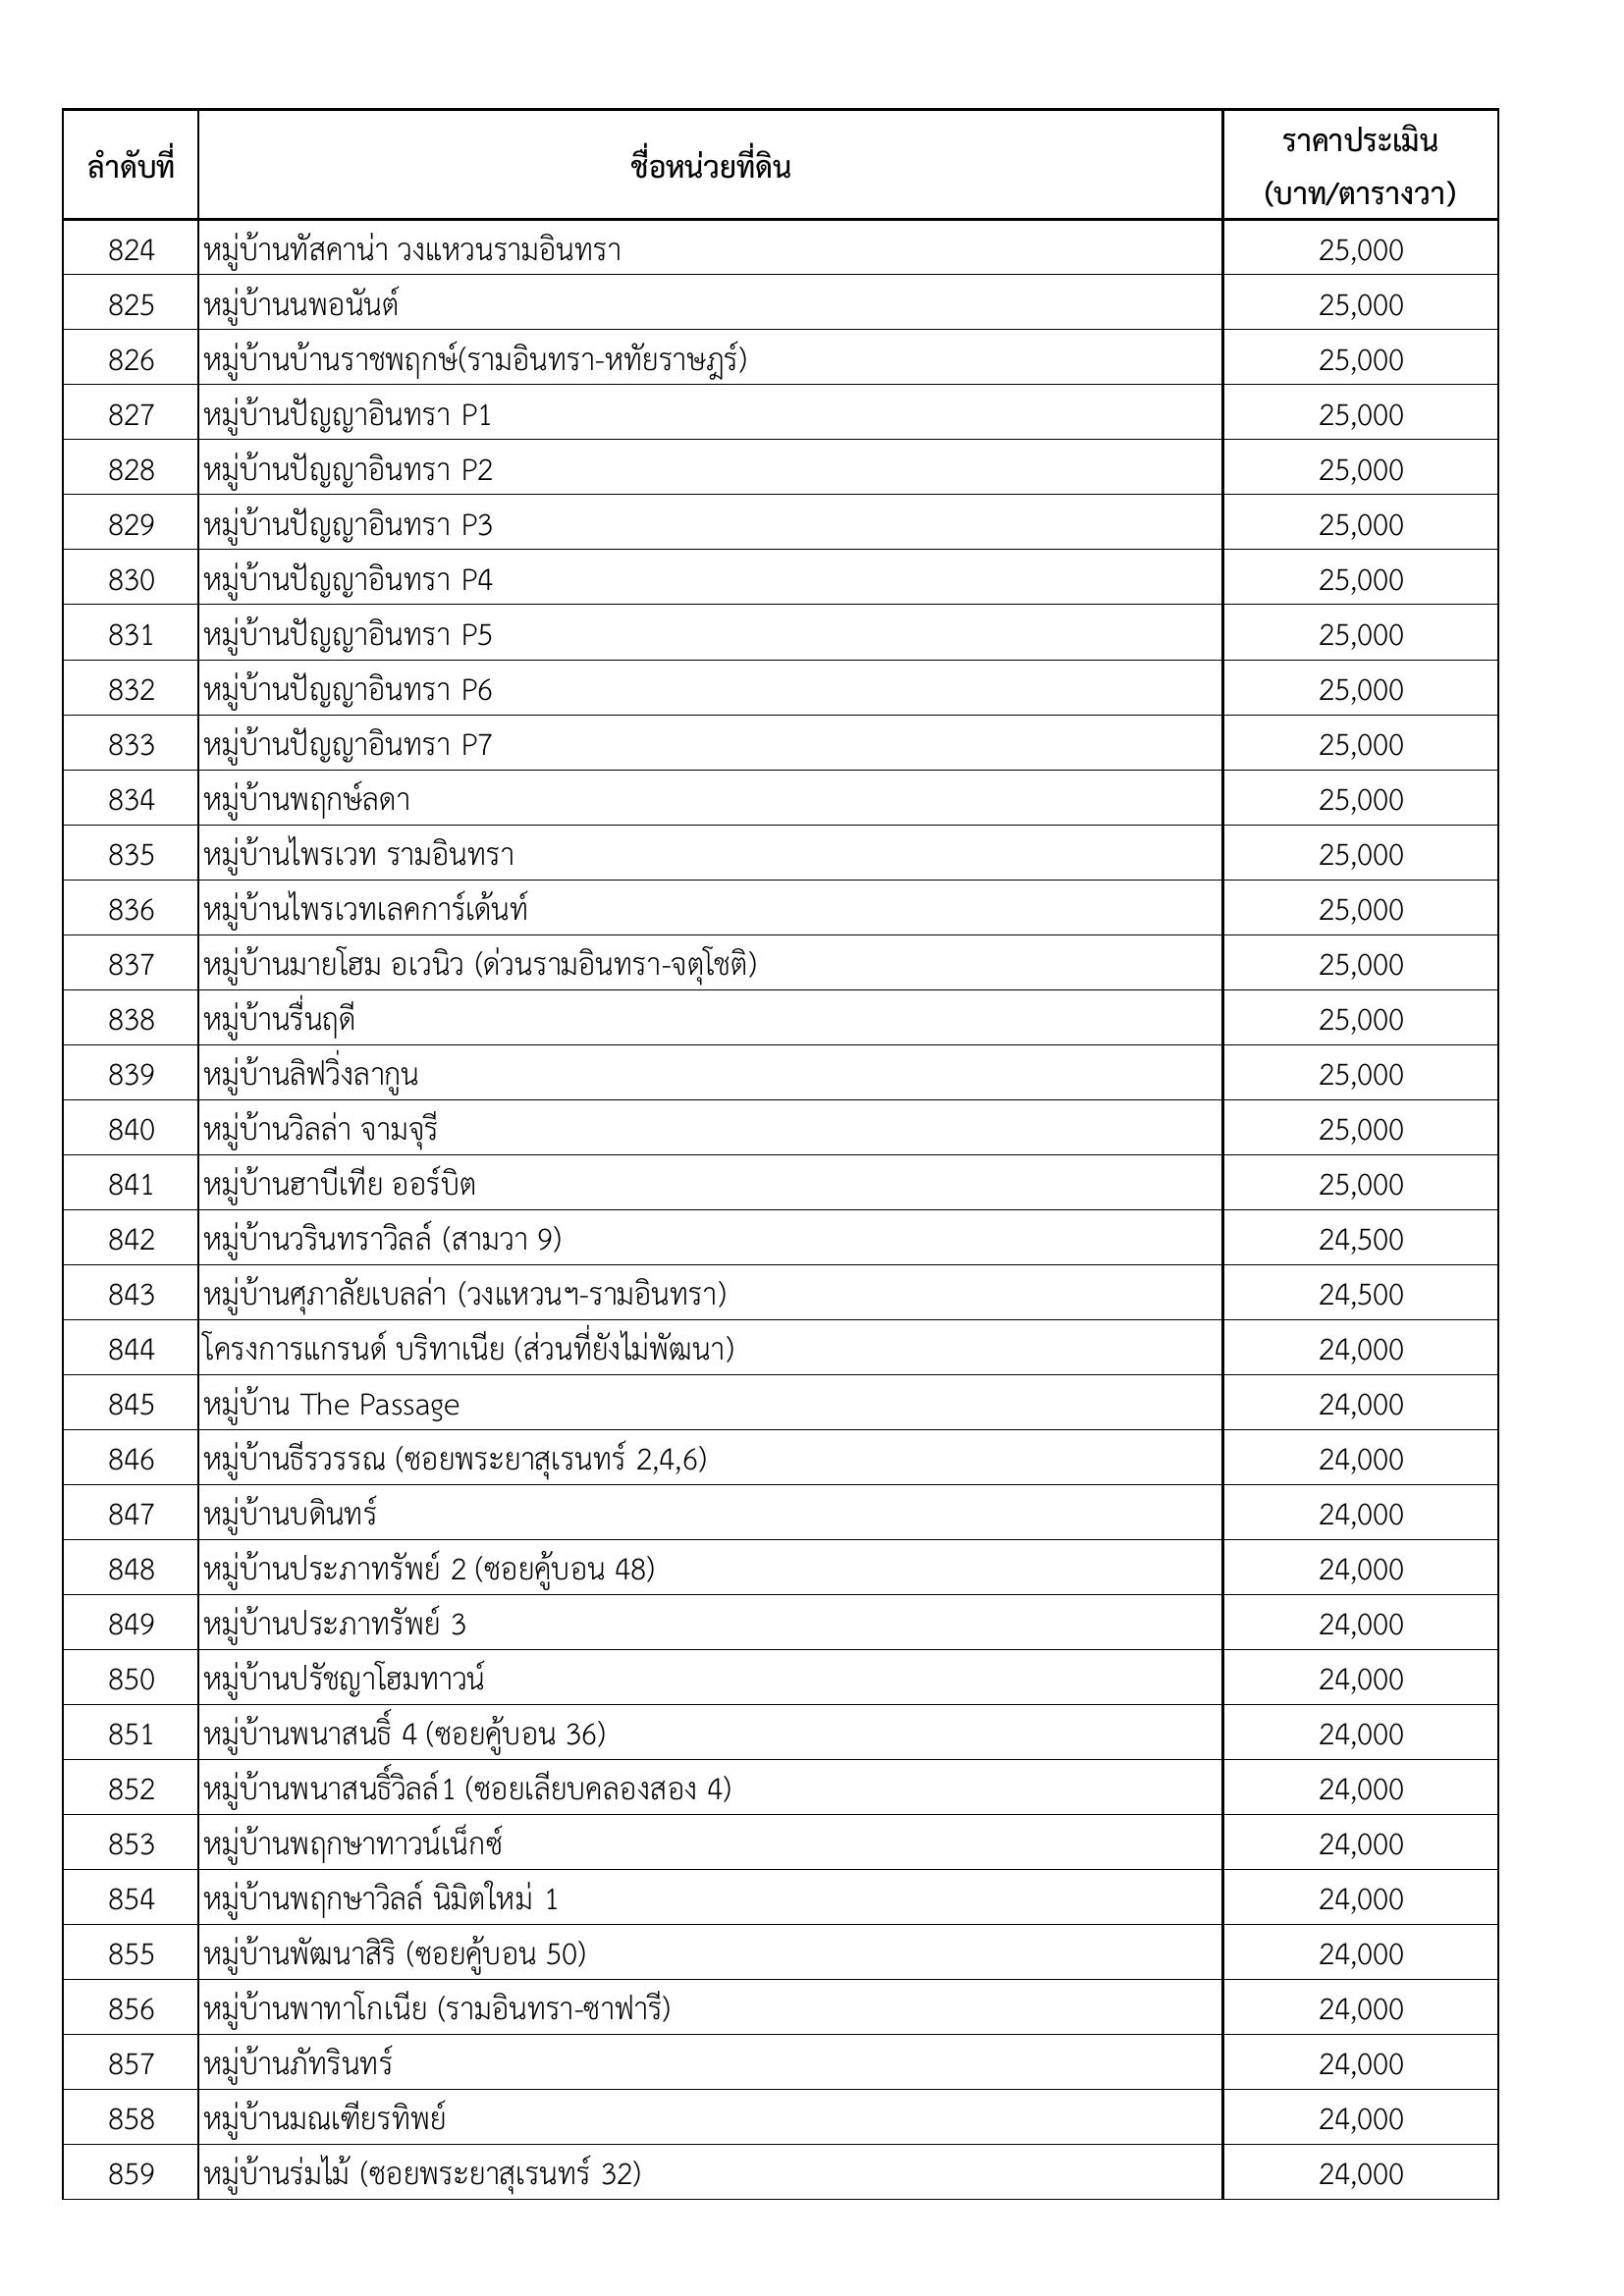 ลำดับที่ ชื่อหน่วยที่ดิน ราคาประเมิน
(บาท/ตารางวา)
824 หมู่บ้านทัสคาน่า วงแหวนรามอินทรา 25,000
825 หมู่บ้านนพอนันต์ 25,000
826 หมู่บ้านบ้านราชพฤกษ์(รามอินทรา-หทัยราษฎร์) 25,000
827 หมู่บ้านปัญญาอินทรา P1 25,000
828 หมู่บ้านปัญญาอินทรา P2 25,000
829 หมู่บ้านปัญญาอินทรา P3 25,000
830 หมู่บ้านปัญญาอินทรา P4 25,000
831 หมู่บ้านปัญญาอินทรา P5 25,000
832 หมู่บ้านปัญญาอินทรา P6 25,000
833 หมู่บ้านปัญญาอินทรา P7 25,000
834 หมู่บ้านพฤกษ์ลดา 25,000
835 หมู่บ้านไพรเวท รามอินทรา 25,000
836 หมู่บ้านไพรเวทเลคการ์เด้นท์ 25,000
837 หมู่บ้านมายโฮม อเวนิว (ด่วนรามอินทรา-จตุโชติ) 25,000
838 หมู่บ้านรื่นฤดี 25,000
839 หมู่บ้านลิฟวิ่งลากูน 25,000
840 หมู่บ้านวิลล่า จามจุรี 25,000
841 หมู่บ้านฮาบีเทีย ออร์บิต 25,000
842 หมู่บ้านวรินทราวิลล์ (สามวา 9) 24,500
843 หมู่บ้านศุภาลัยเบลล่า (วงแหวนฯ-รามอินทรา) 24,500
844 โครงการแกรนด์ บริทาเนีย (ส่วนที่ยังไม่พัฒนา) 24,000
845 หมู่บ้าน The Passage 24,000
846 หมู่บ้านธีรวรรณ (ซอยพระยาสุเรนทร์ 2,4,6) 24,000
847 หมู่บ้านบดินทร์ 24,000
848 หมู่บ้านประภาทรัพย์ 2 (ซอยคู้บอน 48) 24,000
849 หมู่บ้านประภาทรัพย์ 3 24,000
850 หมู่บ้านปรัชญาโฮมทาวน์ 24,000
851 หมู่บ้านพนาสนธิ์ 4 (ซอยคู้บอน 36) 24,000
852 หมู่บ้านพนาสนธิ์วิลล์1 (ซอยเลียบคลองสอง 4) 24,000
853 หมู่บ้านพฤกษาทาวน์เน็กซ์ 24,000
854 หมู่บ้านพฤกษาวิลล์ นิมิตใหม่ 1 24,000
855 หมู่บ้านพัฒนาสิริ (ซอยคู้บอน 50) 24,000
856 หมู่บ้านพาทาโกเนีย (รามอินทรา-ซาฟารี) 24,000
857 หมู่บ้านภัทรินทร์ 24,000
858 หมู่บ้านมณเฑียรทิพย์ 24,000
859 หมู่บ้านร่มไม้ (ซอยพระยาสุเรนทร์ 32) 24,000